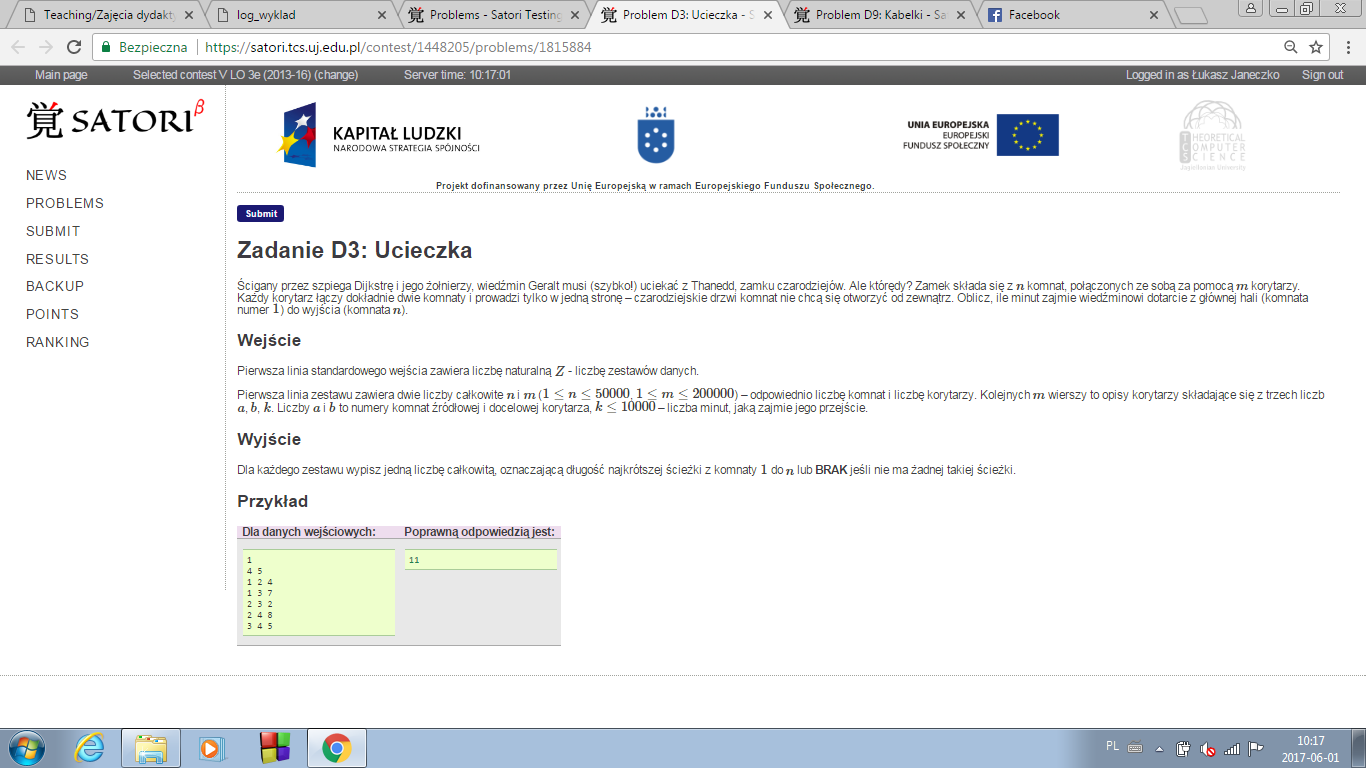 Teaching/Zajęcia dydakty
log_wyklad
Problems - Satori Testing
Problem D3: Ucieczka - S
Problem D9: Kabelki - Sa
Facebook
Bezpieczna https://satori.tcs.uj.edu.pl/contest/1448205/problems/1815884
Main page Selected contest V LO 3e (2013-16) (change) Server time: 10:17:01 Logged in as Łukasz Janeczko Sign out
覚 SATORI β
KAPITAŁ LUDZKI
NARODOWA STRATEGIA SPÓJNOŚCI
UNIA EUROPEJSKA
EUROPEJSKI
FUNDUSZ SPOŁECZNY
THEORETICAL
COMPUTER
SCIENCE
Jagiellonian University
Projekt dofinansowany przez Unię Europejską w ramach Europejskiego Funduszu Społecznego.
NEWS
PROBLEMS
SUBMIT
RESULTS
BACKUP
POINTS
RANKING
Submit
Zadanie D3: Ucieczka
Ścigany przez szpiega Dijkstrę i jego żołnierzy, wiedźmin Geralt musi (szybko!) uciekać z Thanedd, zamku czarodziejów. Ale którędy? Zamek składa się z n komnat, połączonych ze sobą za pomocą m korytarzy.
Każdy korytarz łączy dokładnie dwie komnaty i prowadzi tylko w jedną stronę – czarodziejskie drzwi komnat nie chcą się otworzyć od zewnątrz. Oblicz, ile minut zajmie wiedźminowi dotarcie z głównej hali (komnata
numer 1) do wyjścia (komnata n).
Wejście
Pierwsza linia standardowego wejścia zawiera liczbę naturalną Z - liczbę zestawów danych.
Pierwsza linia zestawu zawiera dwie liczby całkowite n i m (1 ≤ n ≤ 50000, 1 ≤ m ≤ 200000) – odpowiednio liczbę komnat i liczbę korytarzy. Kolejnych m wierszy to opisy korytarzy składające się z trzech liczb
a, b, k. Liczby a i b to numery komnat źródłowej i docelowej korytarza, k ≤ 10000 – liczba minut, jaką zajmie jego przejście.
Wyjście
Dla każdego zestawu wypisz jedną liczbę całkowitą, oznaczającą długość najkrótszej ścieżki z komnaty 1 do n lub BRAK jeśli nie ma żadnej takiej ścieżki.
Przykład
Dla danych wejściowych: Poprawną odpowiedzią jest:
1
4 5
1 2 4
1 3 7
2 3 2
2 4 8
3 4 5
11
PL
10:17
2017-06-01